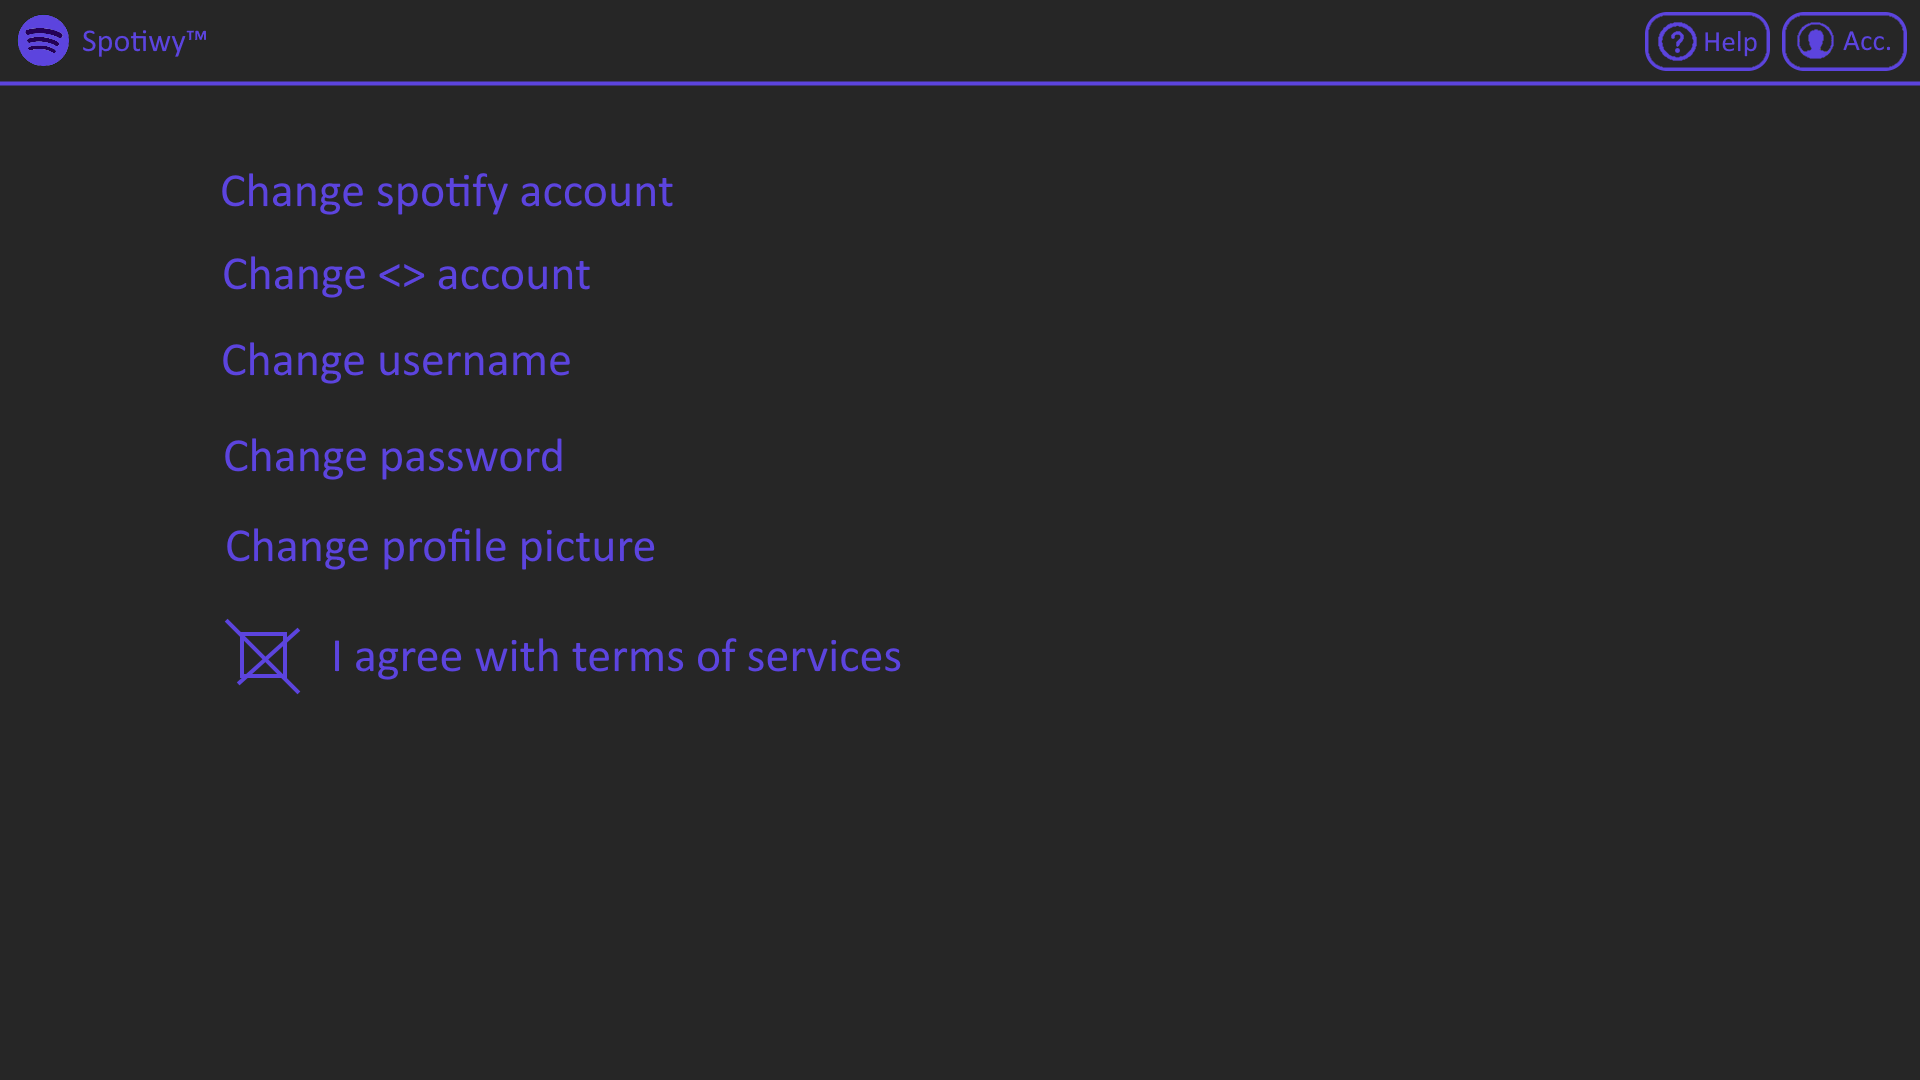 Spotiwy™
? Help
Acc.
Change spotify account
Change <> account
Change username
Change password
Change profile picture
I agree with terms of services